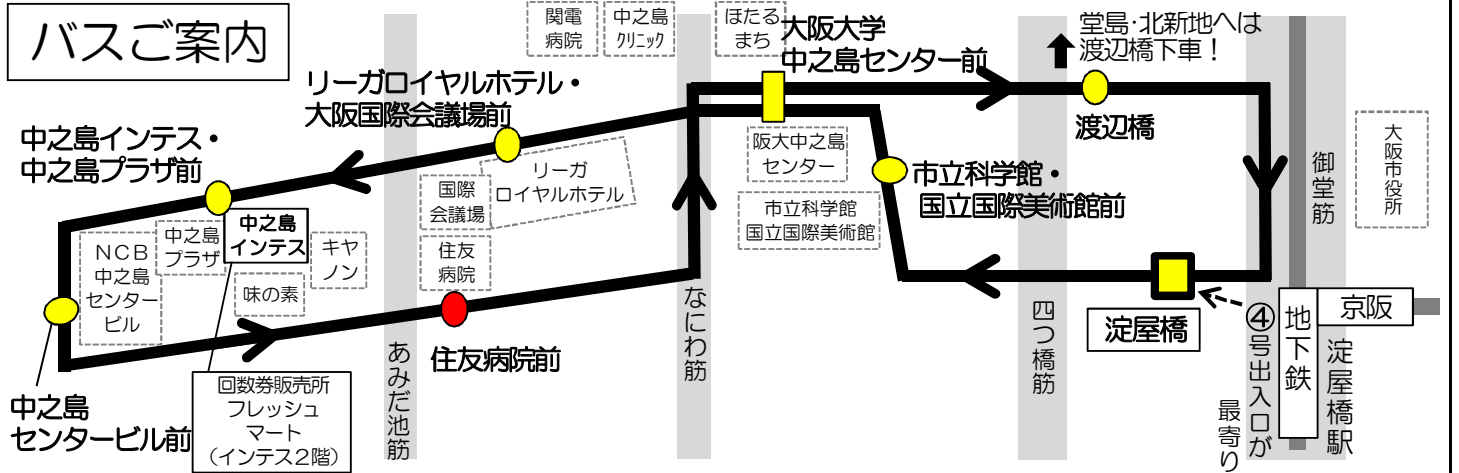 バスご案内
関電
病院
中之島
クリニック
ほたる
まち
大阪大学
中之島センター前
堂島・北新地へは
渡辺橋下車！
リーガロイヤルホテル・
大阪国際会議場前
渡辺橋
中之島インテス・
中之島プラザ前
阪大中之島
センター
市立科学館・
国立国際美術館前
市立科学館
国立国際美術館
リーガ
ロイヤルホテル
国際
会議場
住友
病院
中之島
インテス
キヤ
ノン
中之島
プラザ
NCB
中之島
センター
ビル
味の素
住友病院前
中之島
センタービル前
回数券販売所
フレッシュ
マート
（インテス2階）
あみだ池筋
なにわ筋
四つ橋筋
御堂筋
大阪市役所
淀屋橋
④号出入口が
最寄り
地下鉄
京阪
淀屋橋駅